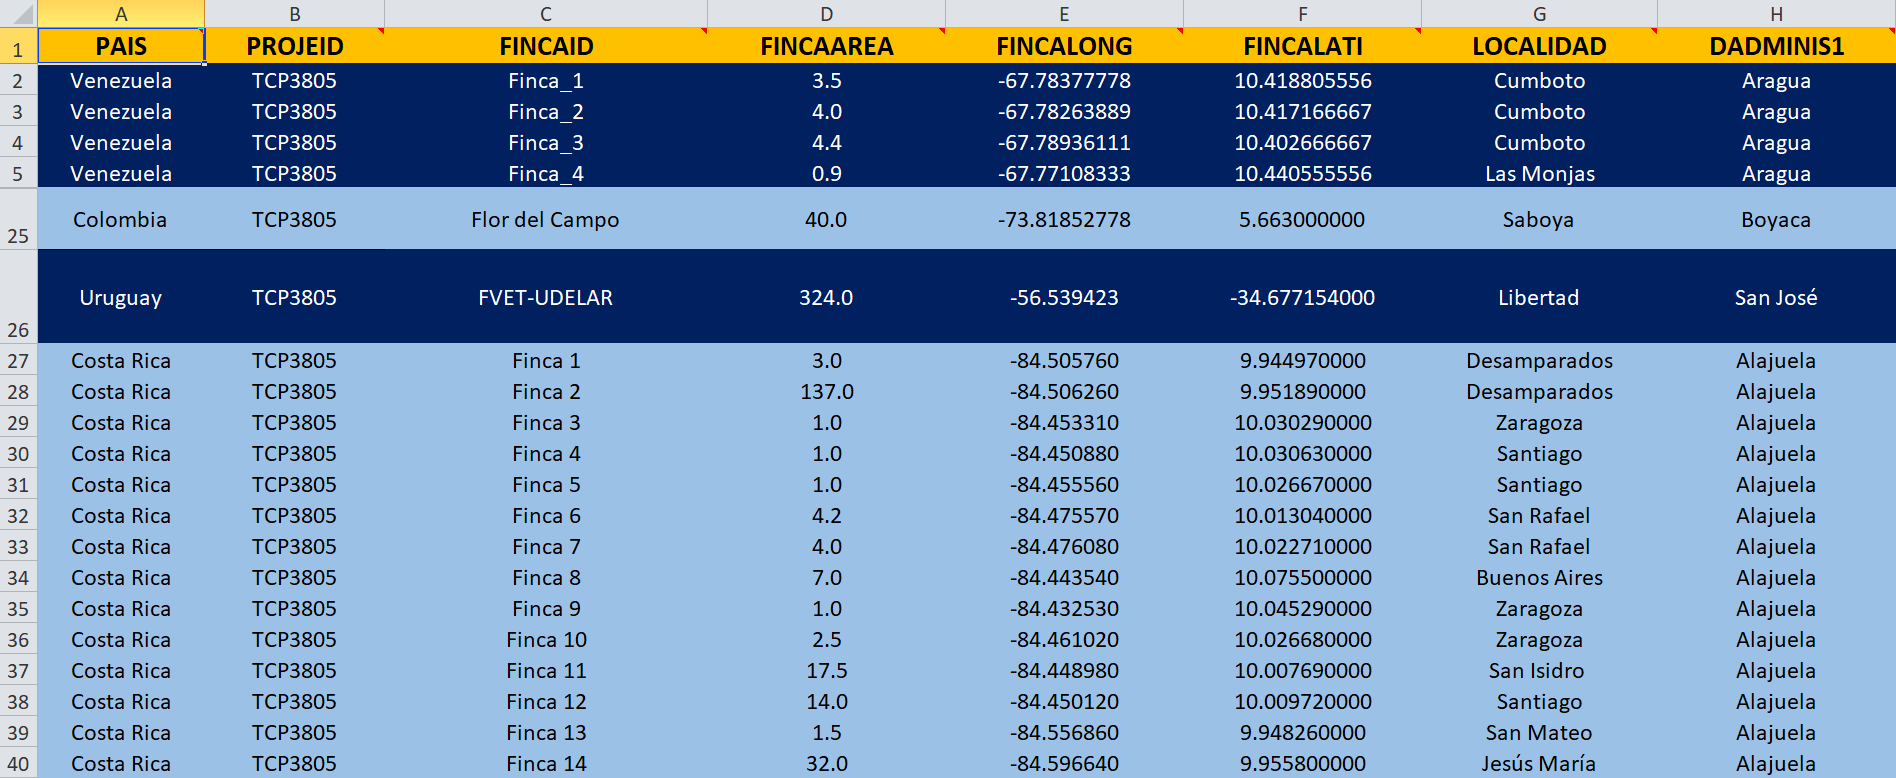 A B C D E F G H
1 PAIS PROJEID FINCAID FINCAAREA FINCALONG FINCALATI LOCALIDAD DADMINIS1
2 Venezuela TCP3805 Finca_1 3.5 -67.78377778 10.418805556 Cumboto Aragua
3 Venezuela TCP3805 Finca_2 4.0 -67.78263889 10.417166667 Cumboto Aragua
4 Venezuela TCP3805 Finca_3 4.4 -67.78936111 10.402666667 Cumboto Aragua
5 Venezuela TCP3805 Finca_4 0.9 -67.77108333 10.440555556 Las Monjas Aragua
25 Colombia TCP3805 Flor del Campo 40.0 -73.81852778 5.663000000 Saboya Boyaca
26 Uruguay TCP3805 FVET-UDELAR 324.0 -56.539423 -34.677154000 Libertad San José
27 Costa Rica TCP3805 Finca 1 3.0 -84.505760 9.944970000 Desamparados Alajuela
28 Costa Rica TCP3805 Finca 2 137.0 -84.506260 9.951890000 Desamparados Alajuela
29 Costa Rica TCP3805 Finca 3 1.0 -84.453310 10.030290000 Zaragoza Alajuela
30 Costa Rica TCP3805 Finca 4 1.0 -84.450880 10.030630000 Santiago Alajuela
31 Costa Rica TCP3805 Finca 5 1.0 -84.455560 10.026670000 Santiago Alajuela
32 Costa Rica TCP3805 Finca 6 4.2 -84.475570 10.013040000 San Rafael Alajuela
33 Costa Rica TCP3805 Finca 7 4.0 -84.476080 10.022710000 San Rafael Alajuela
34 Costa Rica TCP3805 Finca 8 7.0 -84.443540 10.075500000 Buenos Aires Alajuela
35 Costa Rica TCP3805 Finca 9 1.0 -84.432530 10.045290000 Zaragoza Alajuela
36 Costa Rica TCP3805 Finca 10 2.5 -84.461020 10.026680000 Zaragoza Alajuela
37 Costa Rica TCP3805 Finca 11 17.5 -84.448980 10.007690000 San Isidro Alajuela
38 Costa Rica TCP3805 Finca 12 14.0 -84.450120 10.009720000 Santiago Alajuela
39 Costa Rica TCP3805 Finca 13 1.5 -84.556860 9.948260000 San Mateo Alajuela
40 Costa Rica TCP3805 Finca 14 32.0 -84.596640 9.955800000 Jesús María Alajuela